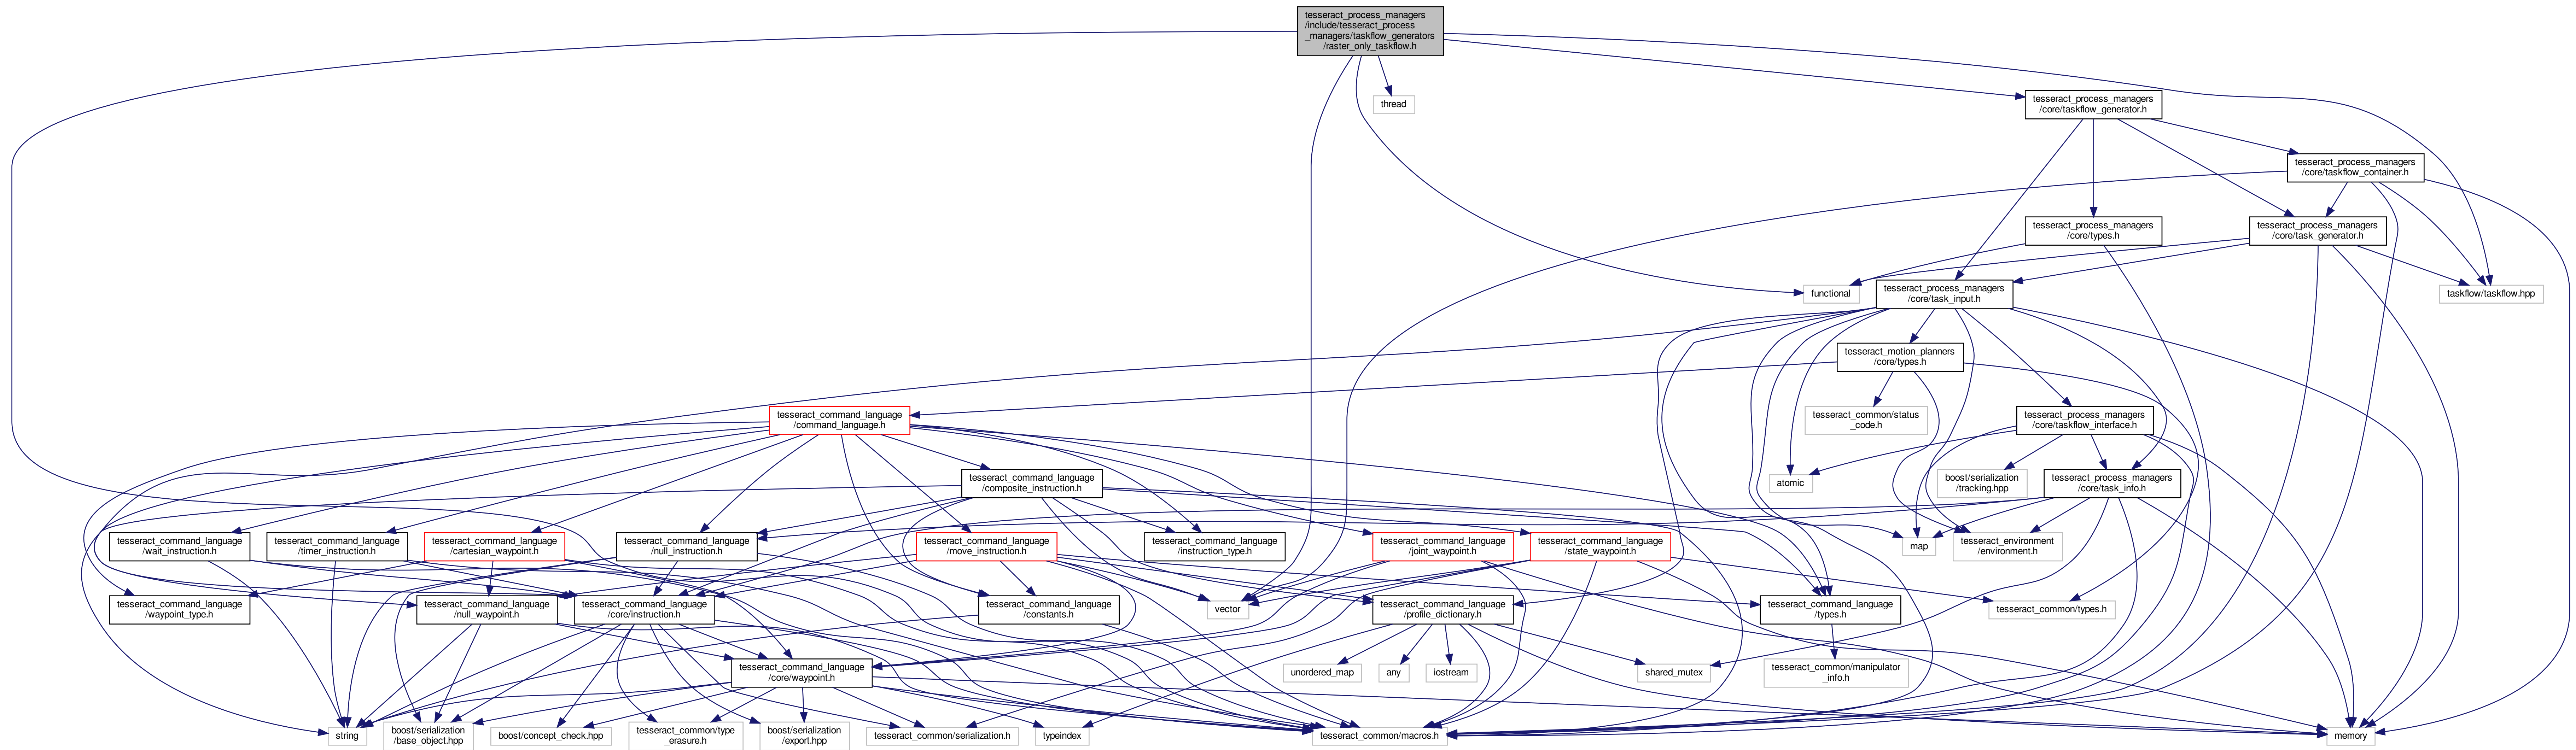 tesseract_process_managers
/include/tesseract_process
_managers/taskflow_generators
/raster_only_taskflow.h
thread
tesseract_process_managers
/core/taskflow_generator.h
tesseract_process_managers
/core/taskflow_container.h
tesseract_process_managers
/core/types.h
tesseract_process_managers
/core/task_generator.h
functional
tesseract_process_managers
/core/task_input.h
taskflow/taskflow.hpp
tesseract_motion_planners
/core/types.h
tesseract_command_language
/command_language.h
tesseract_common/status
_code.h
tesseract_process_managers
/core/taskflow_interface.h
tesseract_command_language
/composite_instruction.h
atomic
boost/serialization
/tracking.hpp
tesseract_process_managers
/core/task_info.h
tesseract_command_language
/wait_instruction.h
tesseract_command_language
/timer_instruction.h
tesseract_command_language
/cartesian_waypoint.h
tesseract_command_language
/null_instruction.h
tesseract_command_language
/move_instruction.h
tesseract_command_language
/instruction_type.h
tesseract_command_language
/joint_waypoint.h
tesseract_command_language
/state_waypoint.h
map
tesseract_environment
/environment.h
tesseract_command_language
/waypoint_type.h
tesseract_command_language
/null_waypoint.h
tesseract_command_language
/core/instruction.h
tesseract_command_language
/constants.h
vector
tesseract_command_language
/profile_dictionary.h
tesseract_command_language
/types.h
tesseract_common/types.h
tesseract_command_language
/core/waypoint.h
unordered_map
any
iostream
shared_mutex
tesseract_common/manipulator
_info.h
string
boost/serialization
/base_object.hpp
boost/concept_check.hpp
tesseract_common/type
_erasure.h
boost/serialization
/export.hpp
tesseract_common/serialization.h
typeindex
tesseract_common/macros.h
memory